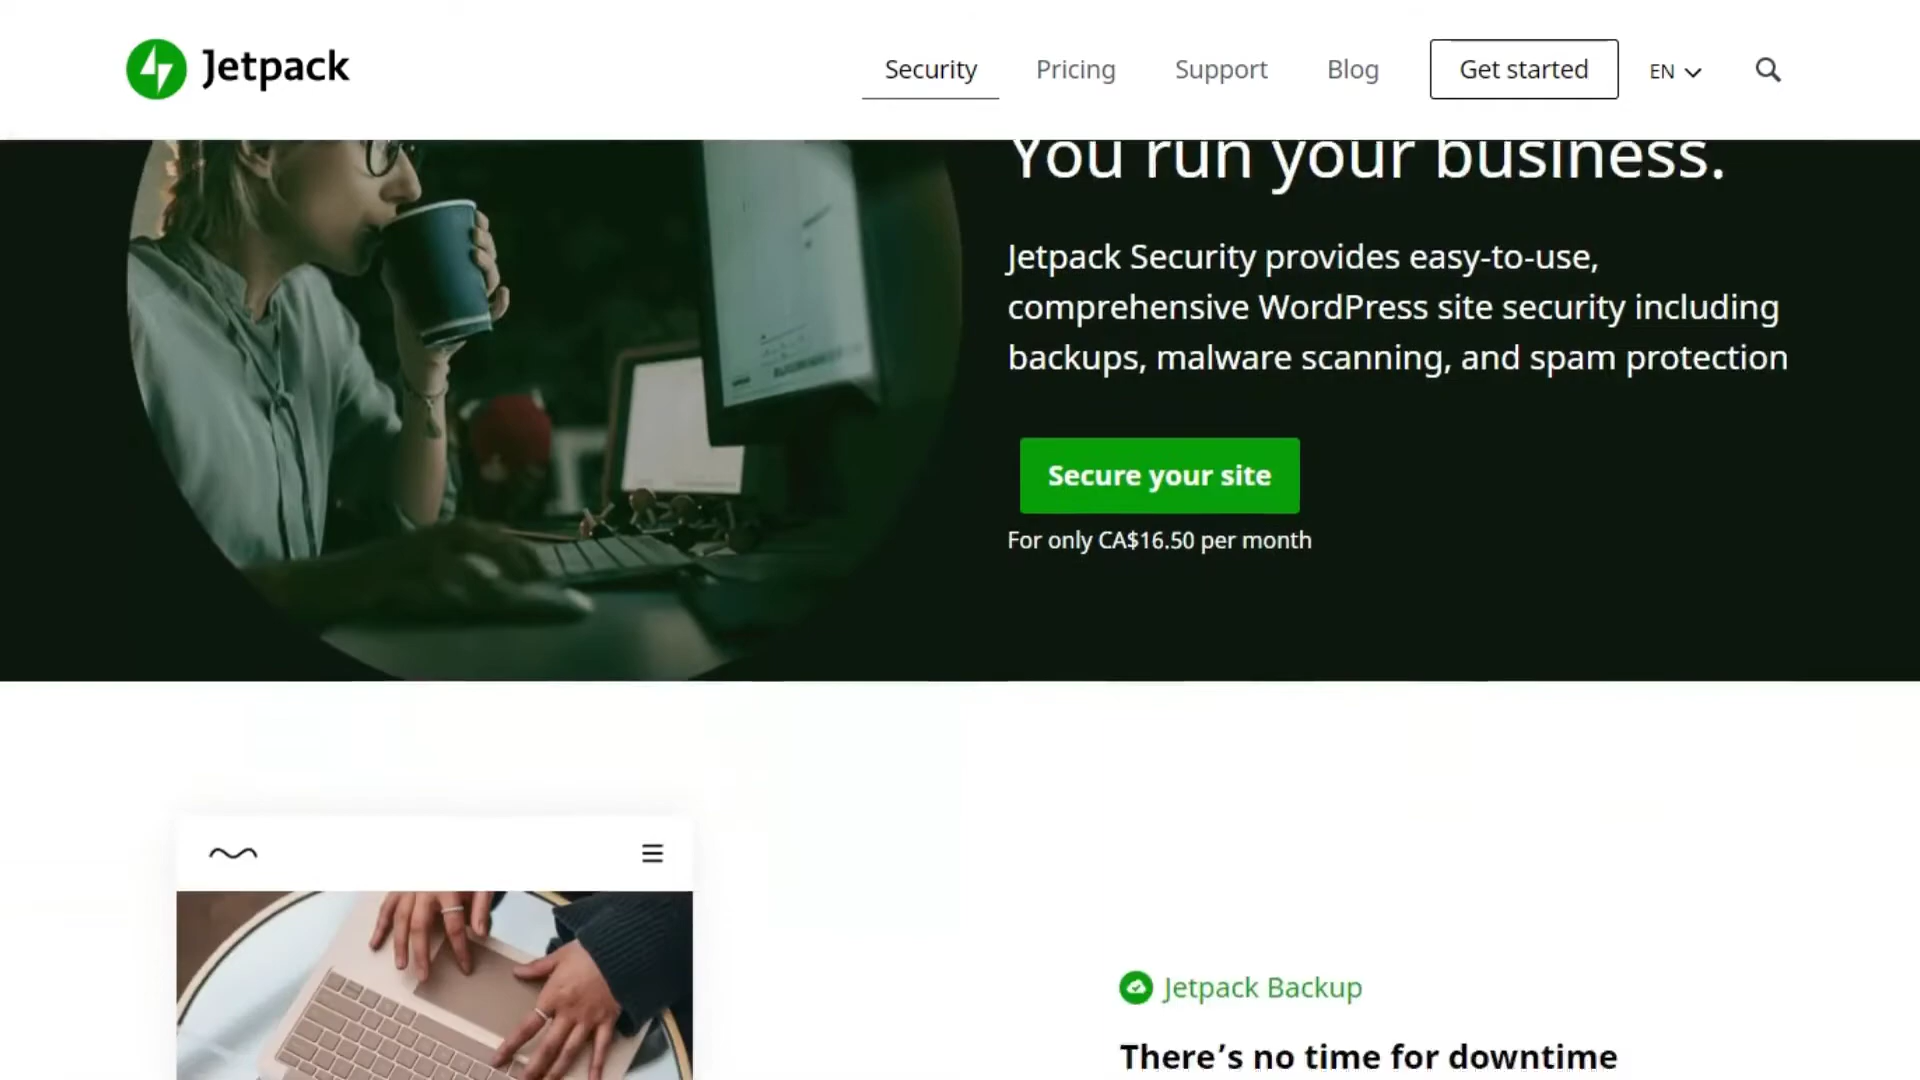 Jetpack
Security
Pricing
Support
Blog
Get started
EN
You run your business.
Jetpack Security provides easy-to-use,
comprehensive WordPress site security including
backups, malware scanning, and spam protection
Secure your site
For only CA$16.50 per month
Jetpack Backup
There’s no time for downtime